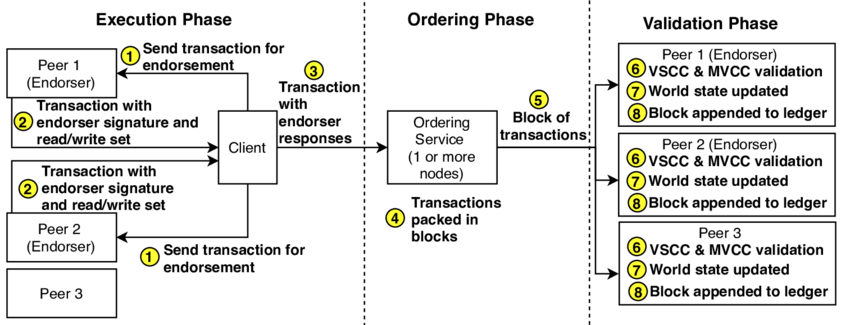 Execution Phase
Ordering Phase
Validation Phase
Peer 1
(Endorser)
1
Send transaction for
endorsement
2
Transaction with
endorser signature and
read/write set
2
Transaction with
endorser signature
and read/write set
Peer 2
(Endorser)
1
Send transaction for
endorsement
Peer 3
Client
3
Transaction
with
endorser
responses
Ordering
Service
(1 or more
nodes)
4
Transactions
packed in
blocks
5
Block of
transactions
Peer 1 (Endorser)
6 VSCC & MVCC validation
7 World state updated
8 Block appended to ledger
Peer 2 (Endorser)
6 VSCC & MVCC validation
7 World state updated
8 Block appended to ledger
Peer 3
6 VSCC & MVCC validation
7 World state updated
8 Block appended to ledger